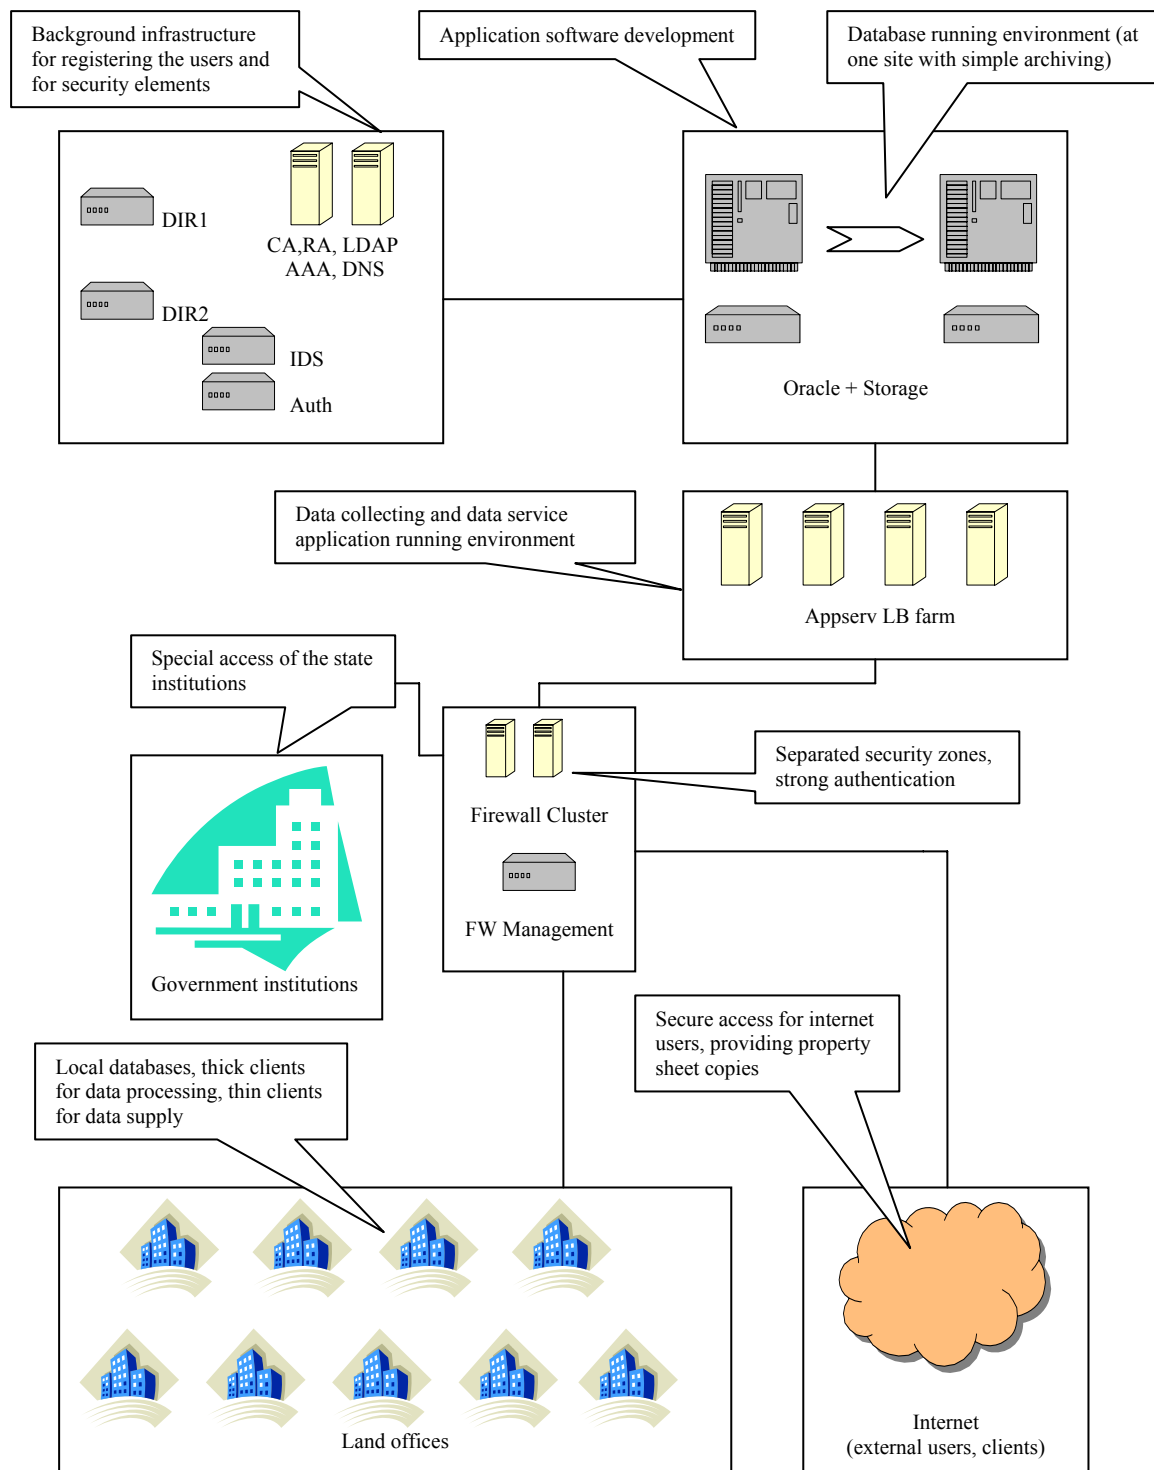 Background infrastructure
for registering the users and
for security elements
Application software development
Database running environment (at
one site with simple archiving)
DIR1
CA,RA, LDAP
AAA, DNS
DIR2
IDS
Auth
Oracle + Storage
Data collecting and data service
application running environment
Appserv LB farm
Special access of the state
institutions
Separated security zones,
strong authentication
Firewall Cluster
FW Management
Government institutions
Secure access for internet
users, providing property
sheet copies
Local databases, thick clients
for data processing, thin clients
for data supply
Land offices
Internet
(external users, clients)